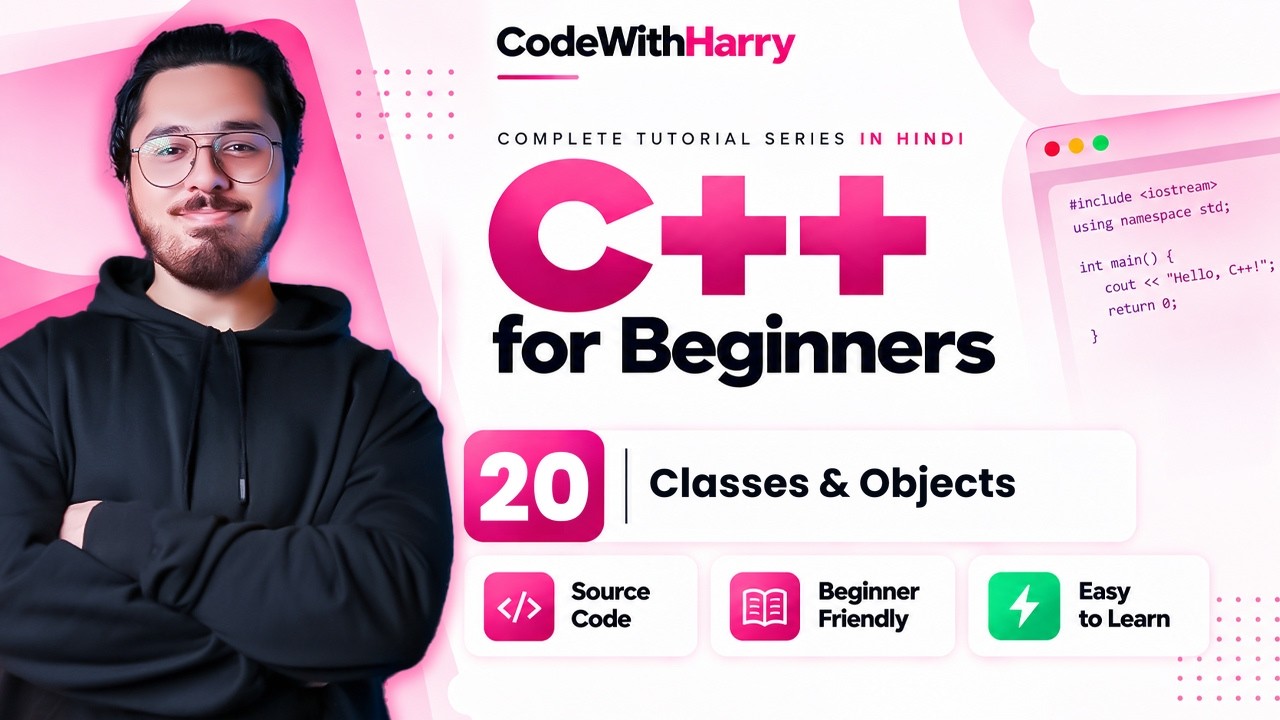 CodeWithHarry
COMPLETE TUTORIAL SERIES IN HINDI
C++
for Beginners
#include <iostream>
using namespace std;
int main() {
cout << "Hello, C++!";
return 0;
}
20
Classes & Objects
</>
Source
Code
Beginner
Friendly
Easy
to Learn